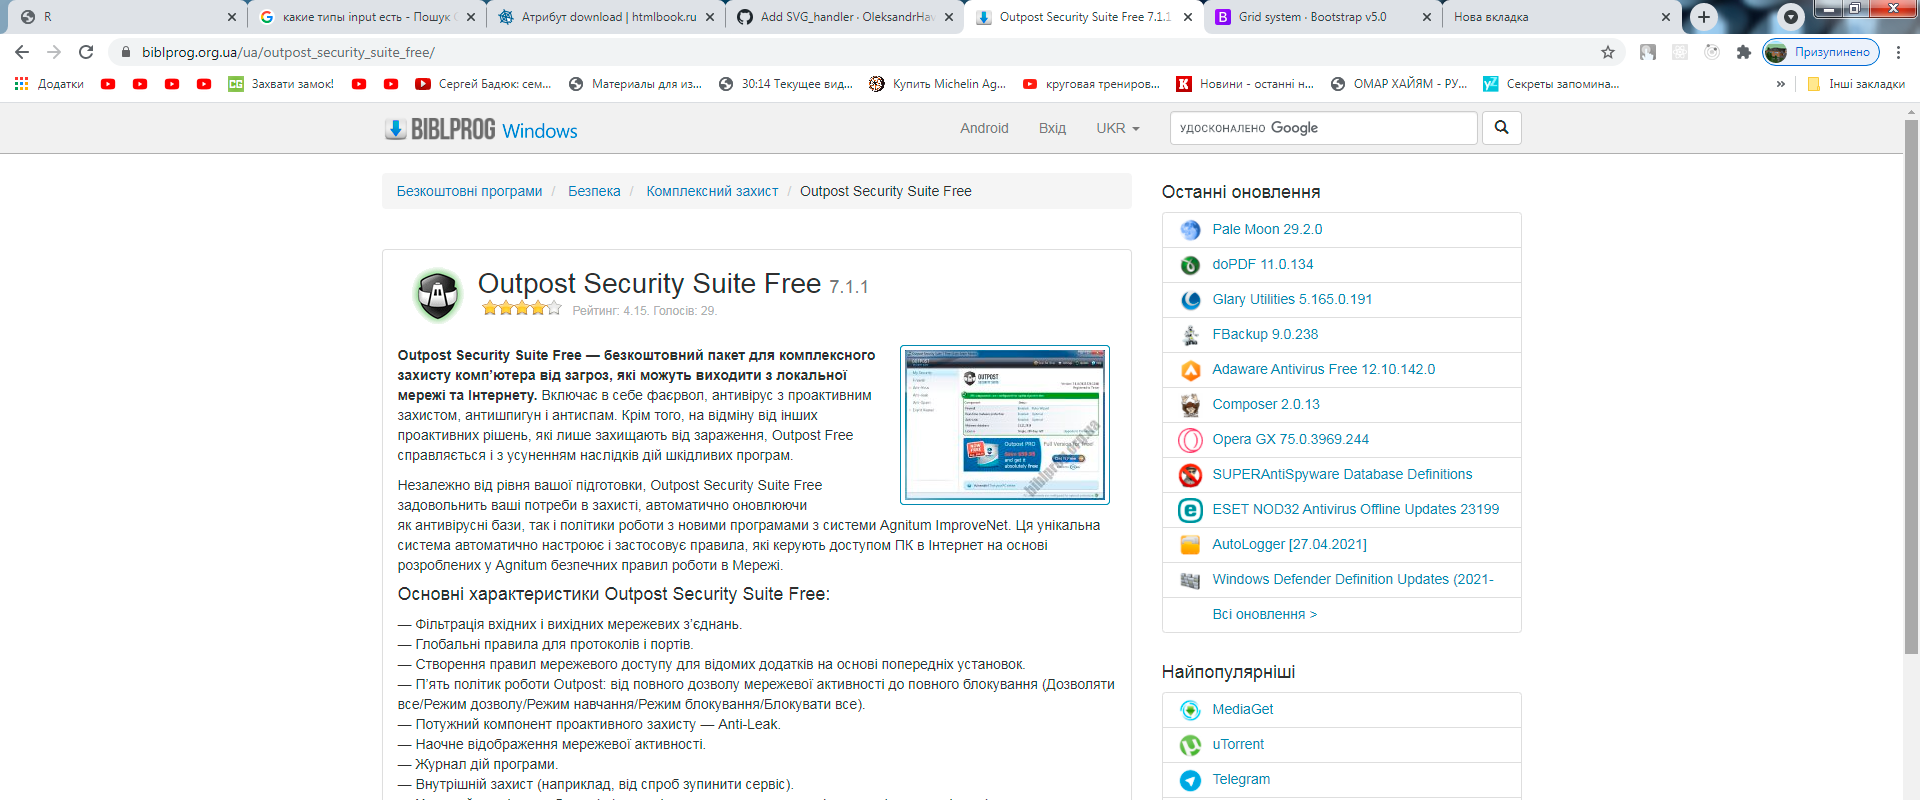 R
какие типы input есть - Пошук
Атрибут download | htmlbook.ru
Add SVG_handler · OleksandrHav
Outpost Security Suite Free 7.1.1
Grid system · Bootstrap v5.0
Нова вкладка
biblprog.org.ua/ua/outpost_security_suite_free/
Призупинено
Додатки
Захвати замок!
Сергей Бадюк: сем...
Материалы для из...
30:14 Текущее вид...
Купить Michelin Ag...
круговая трениров...
Новини - останні н...
ОМАР ХАЙЯМ - РУ...
Секреты запомина...
»
Інші закладки
BIBLPROG Windows
Android
Вхід
UKR
УДОСКОНАЛЕНО Google
Безкоштовні програми / Безпека / Комплексний захист / Outpost Security Suite Free
Outpost Security Suite Free 7.1.1
Рейтинг: 4.15. Голосів: 29.
Outpost Security Suite Free — безкоштовний пакет для комплексного
захисту комп’ютера від загроз, які можуть виходити з локальної
мережі та Інтернету. Включає в себе фаєрвол, антивірус з проактивним
захистом, антишпигун і антиспам. Крім того, на відміну від інших
проактивних рішень, які лише захищають від зараження, Outpost Free
справляється і з усуненням наслідків дій шкідливих програм.
Незалежно від рівня вашої підготовки, Outpost Security Suite Free
задовольнить ваші потреби в захисті, автоматично оновлюючи
як антивірусні бази, так і політики роботи з новими програмами з системи Agnitum ImproveNet. Ця унікальна
система автоматично настроює і застосовує правила, які керують доступом ПК в Інтернет на основі
розроблених у Agnitum безпечних правил роботи в Мережі.
Основні характеристики Outpost Security Suite Free:
— Фільтрація вхідних і вихідних мережевих з’єднань.
— Глобальні правила для протоколів і портів.
— Створення правил мережевого доступу для відомих додатків на основі попередніх установок.
— П’ять політик роботи Outpost: від повного дозволу мережевої активності до повного блокування (Дозволяти
все/Режим дозволу/Режим навчання/Режим блокування/Блокувати все).
— Потужний компонент проактивного захисту — Anti-Leak.
— Наочне відображення мережевої активності.
— Журнал дій програми.
— Внутрішній захист (наприклад, від спроб зупинити сервіс).
OUTPOST
biblprog.org.ua
Останні оновлення
Pale Moon 29.2.0
doPDF 11.0.134
Glary Utilities 5.165.0.191
FBackup 9.0.238
Adaware Antivirus Free 12.10.142.0
Composer 2.0.13
Opera GX 75.0.3969.244
SUPERAntiSpyware Database Definitions
ESET NOD32 Antivirus Offline Updates 23199
AutoLogger [27.04.2021]
Windows Defender Definition Updates (2021-
Всі оновлення >
Найпопулярніші
MediaGet
uTorrent
Telegram